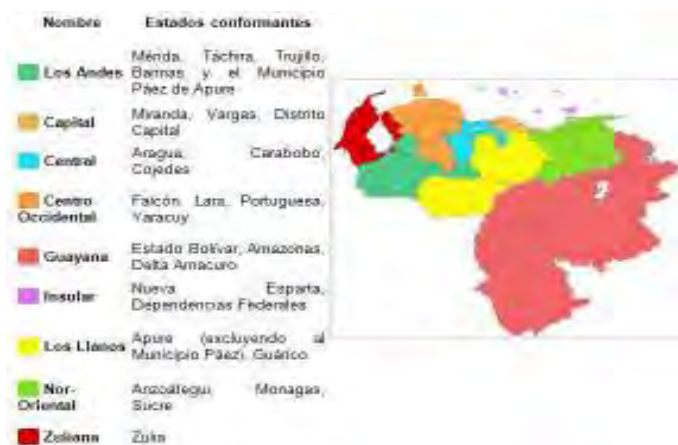 Nombre Estados conformantes
Los Andes Mérida, Táchira, Trujillo, Barinas y el Municipio Páez de Apure
Capital Miranda, Vargas, Distrito Capital
Central Aragua, Carabobo, Cojedes
Centro Occidental Falcón, Lara, Portuguesa, Yaracuy
Guayana Estado Bolívar, Amazonas, Delta Amacuro
Insular Nueva Esparta, Dependencias Federales
Los Llanos Apure (excluyendo al Municipio Páez), Guárico
Nor-Oriental Anzoátegui, Monagas, Sucre
Zuliana Zulia